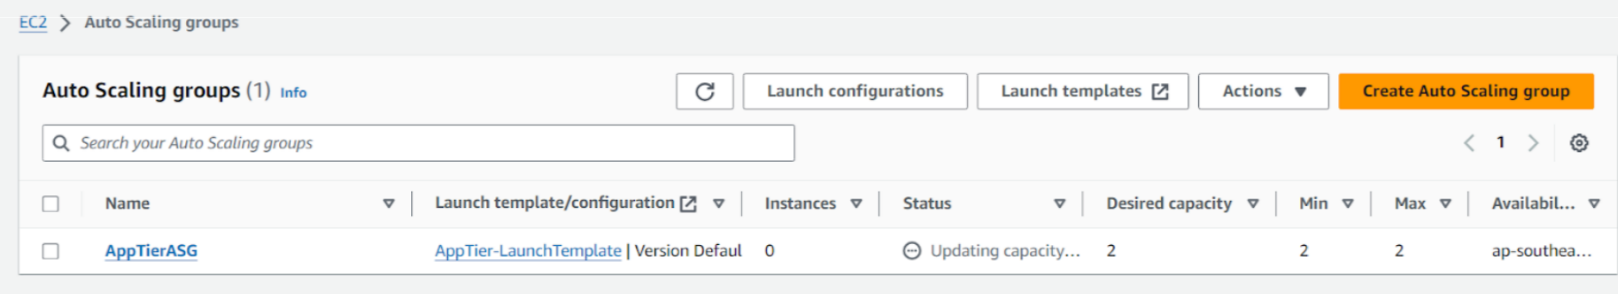 EC2 > Auto Scaling groups
Auto Scaling groups (1) Info
Launch configurations
Launch templates
Actions
Create Auto Scaling group
Search your Auto Scaling groups
1
Name Launch template/configuration Instances Status Desired capacity Min Max Availabil...
AppTierASG AppTier-LaunchTemplate | Version Defaul 0 Updating capacity... 2 2 2 ap-southea...